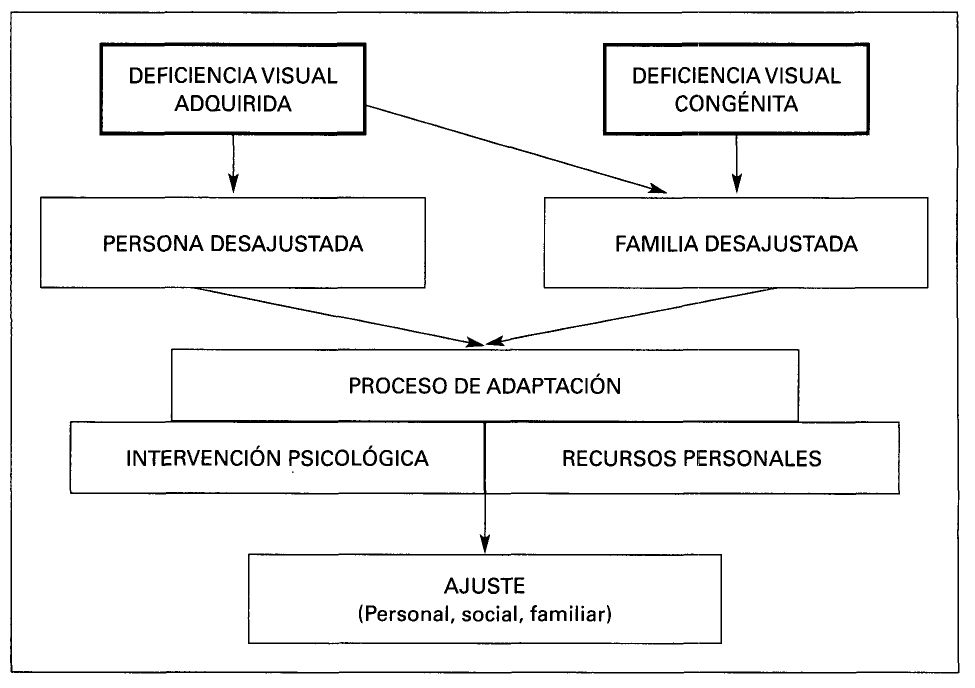 DEFICIENCIA VISUAL
ADQUIRIDA
DEFICIENCIA VISUAL
CONGÉNITA
PERSONA DESAJUSTADA
FAMILIA DESAJUSTADA
PROCESO DE ADAPTACIÓN
INTERVENCIÓN PSICOLÓGICA
RECURSOS PERSONALES
AJUSTE
(Personal, social, familiar)